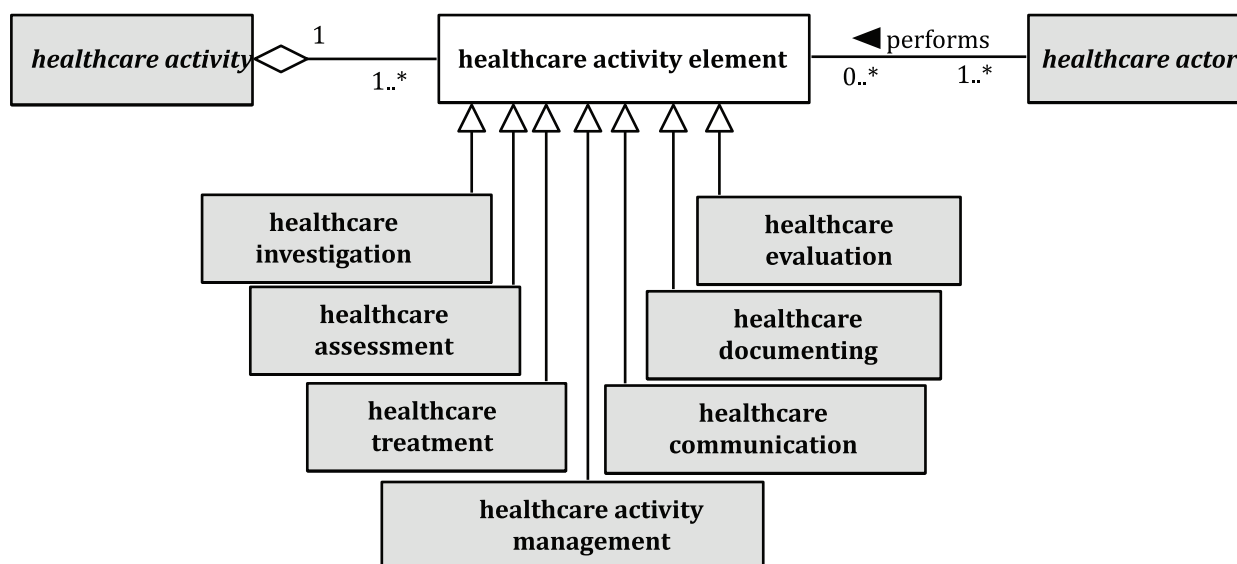 healthcare activity
1
1..*
healthcare activity element
performs
0..*
1..*
healthcare actor
healthcare
investigation
healthcare
evaluation
healthcare
assessment
healthcare
documenting
healthcare
treatment
healthcare
communication
healthcare activity
management